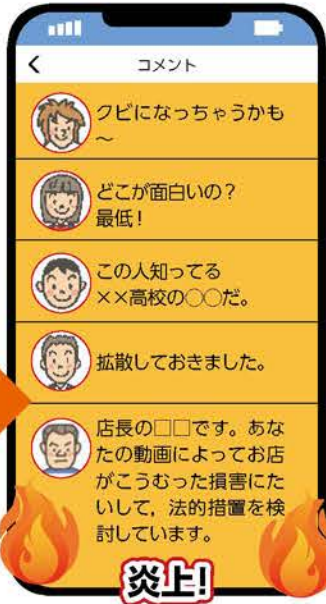 コメント
クビになっちゃうかも
～
どこが面白いの？
最低！
この人知ってる
××高校の○○だ。
拡散しておきました。
店長の□□です。あな
たの動画によってお店
がこうむった損害にた
いして，法的措置を検
討しています。
炎上!